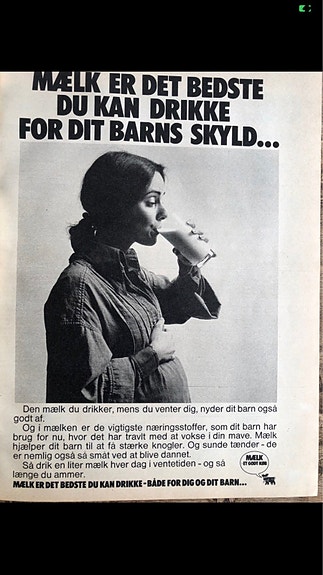 MÆLK ER DET BEDSTE
DU KAN DRIKKE
FOR DIT BARNS SKYLD...
Den mælk du drikker, mens du venter dig, nyder dit barn også
godt af.
Og i mælken er de vigtigste næringsstoffer, som dit barn har
brug for nu, hvor det har travlt med at vokse i din mave. Mælk
hjælper dit barn til at få stærke knogler. Og sunde tænder - de
er nemlig også så småt ved at blive dannet.
Så drik en liter mælk hver dag i ventetiden - og så
længe du ammer.
MÆLK
ET GODT KØB
MÆLK ER DET BEDSTE DU KAN DRIKKE - BÅDE FOR DIG OG DIT BARN...